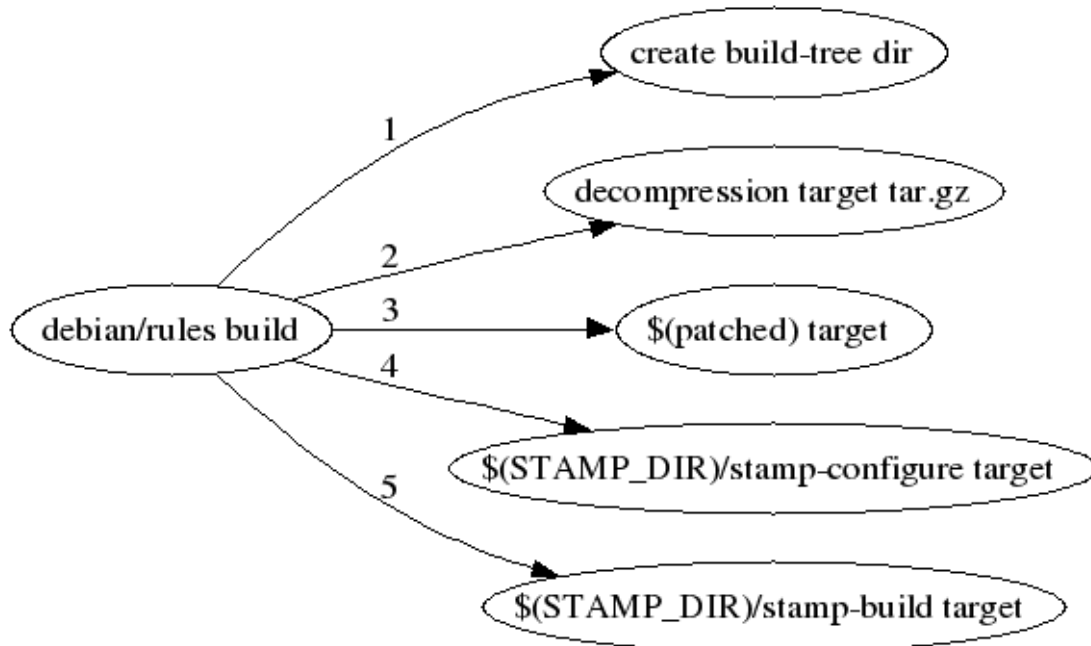 create build-tree dir
1
decompression target tar.gz
2
debian/rules build
3
$(patched) target
4
$(STAMP_DIR)/stamp-configure target
5
$(STAMP_DIR)/stamp-build target